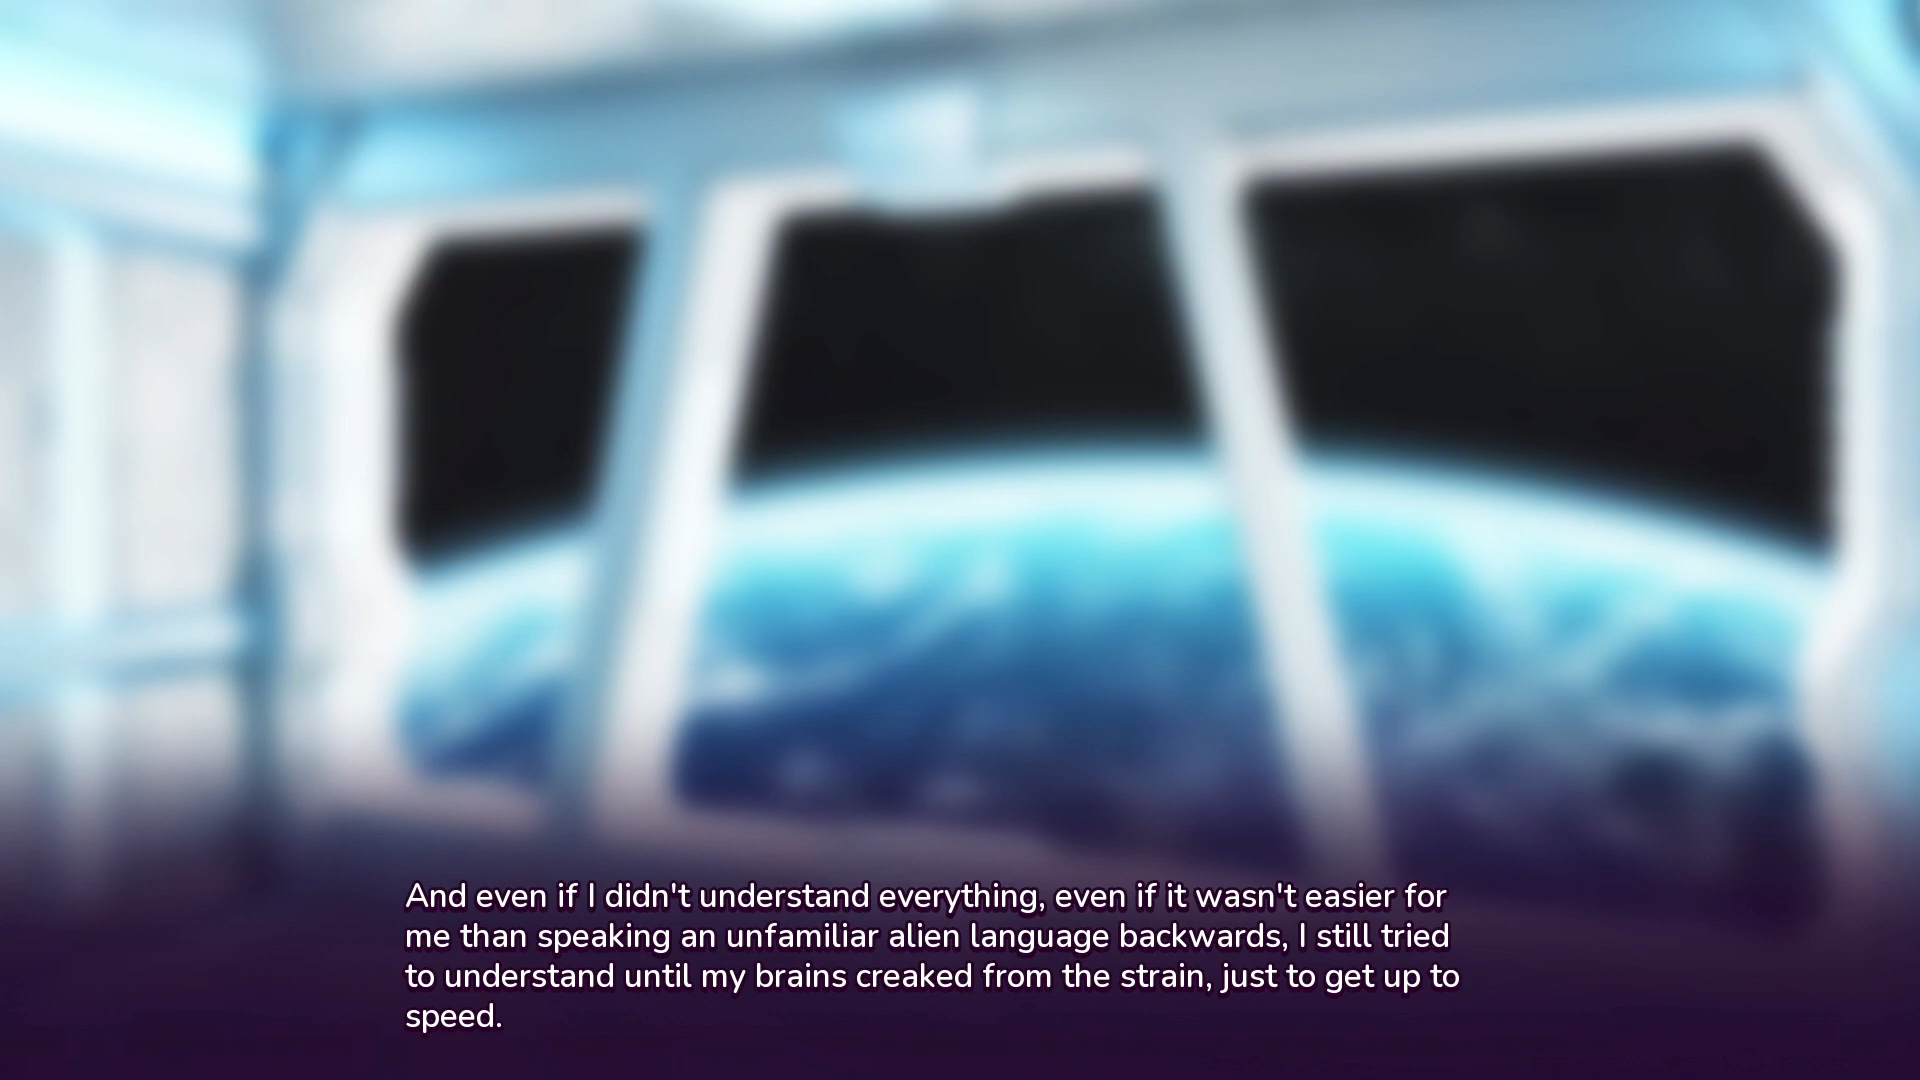 And even if I didn't understand everything, even if it wasn't easier for
me than speaking an unfamiliar alien language backwards, I still tried
to understand until my brains creaked from the strain, just to get up to
speed.